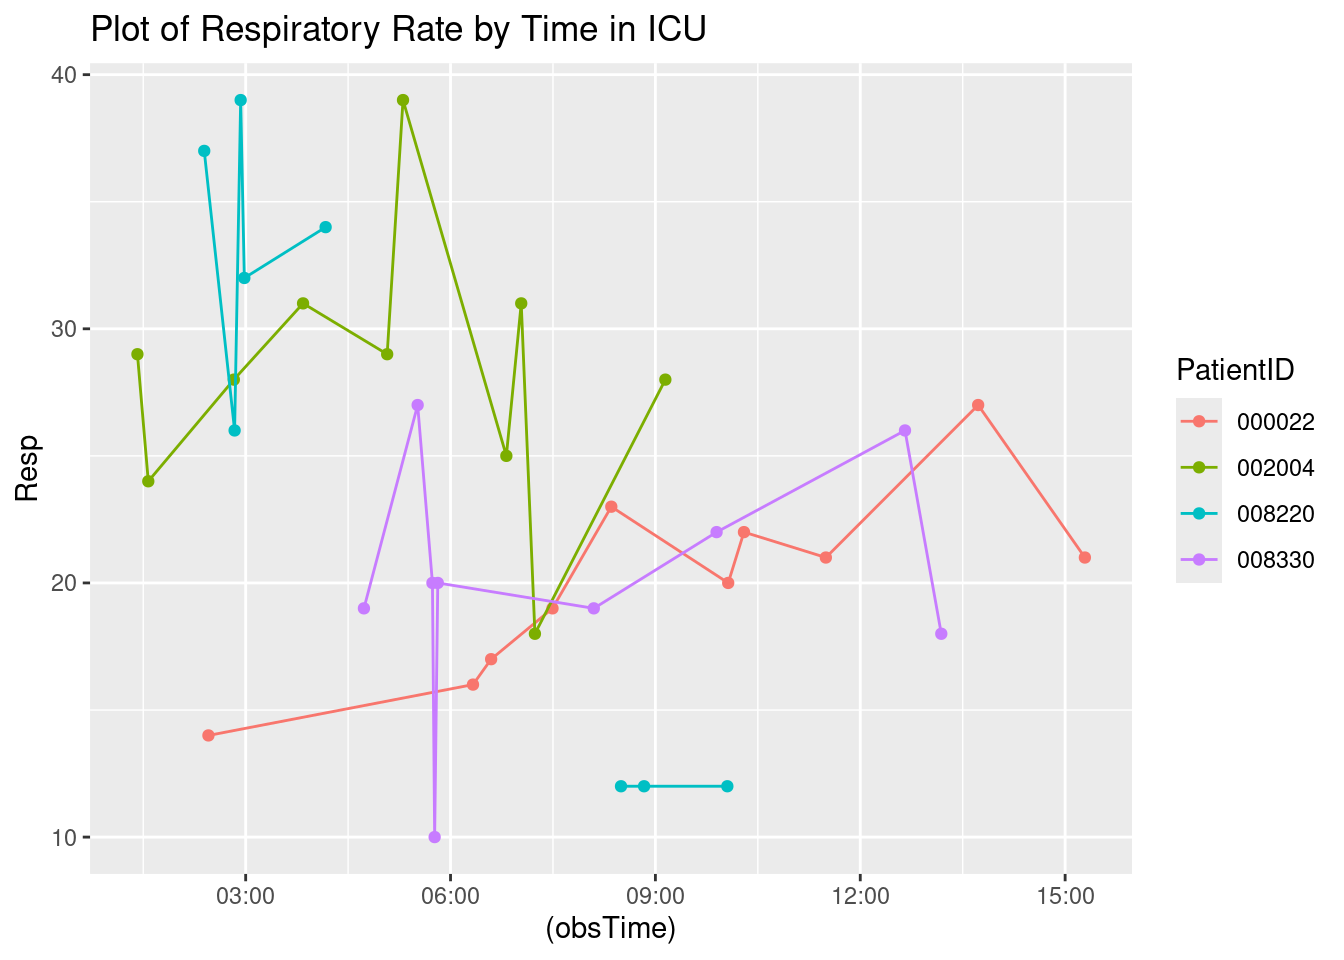 Plot of Respiratory Rate by Time in ICU
40
30
20
10
Resp
03:00 06:00 09:00 12:00 15:00
(obsTime)
PatientID
000022
002004
008220
008330